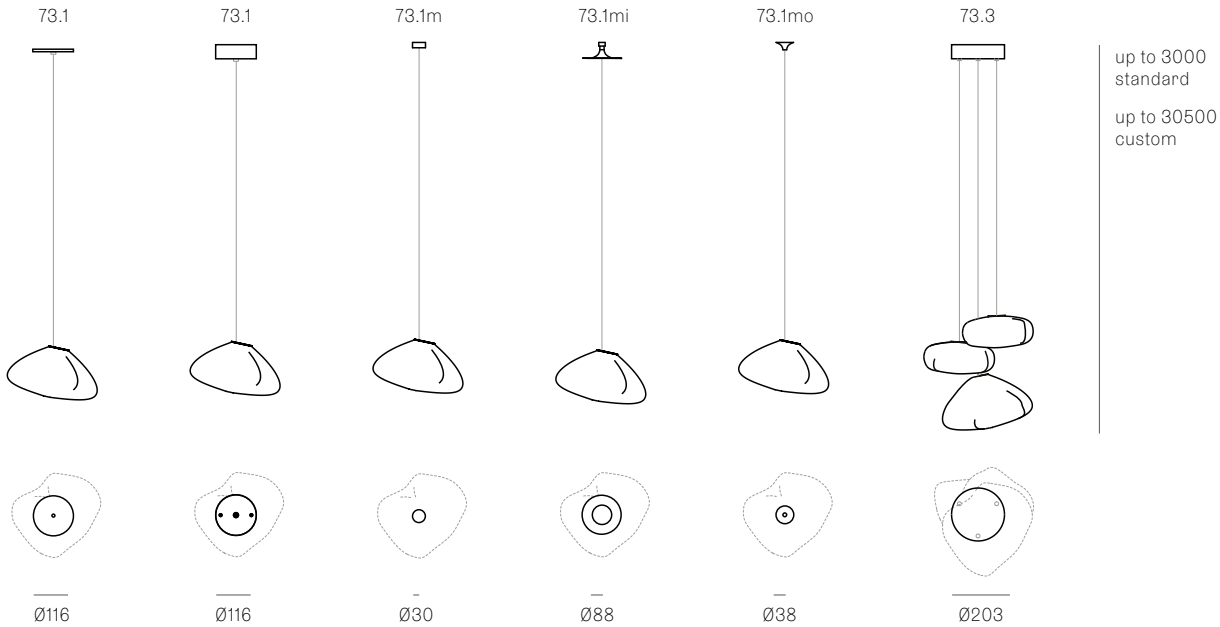 73.1
73.1
73.1m
73.1mi
73.1mo
73.3
up to 3000
standard
up to 30500
custom
Ø116
Ø116
Ø30
Ø88
Ø38
Ø203